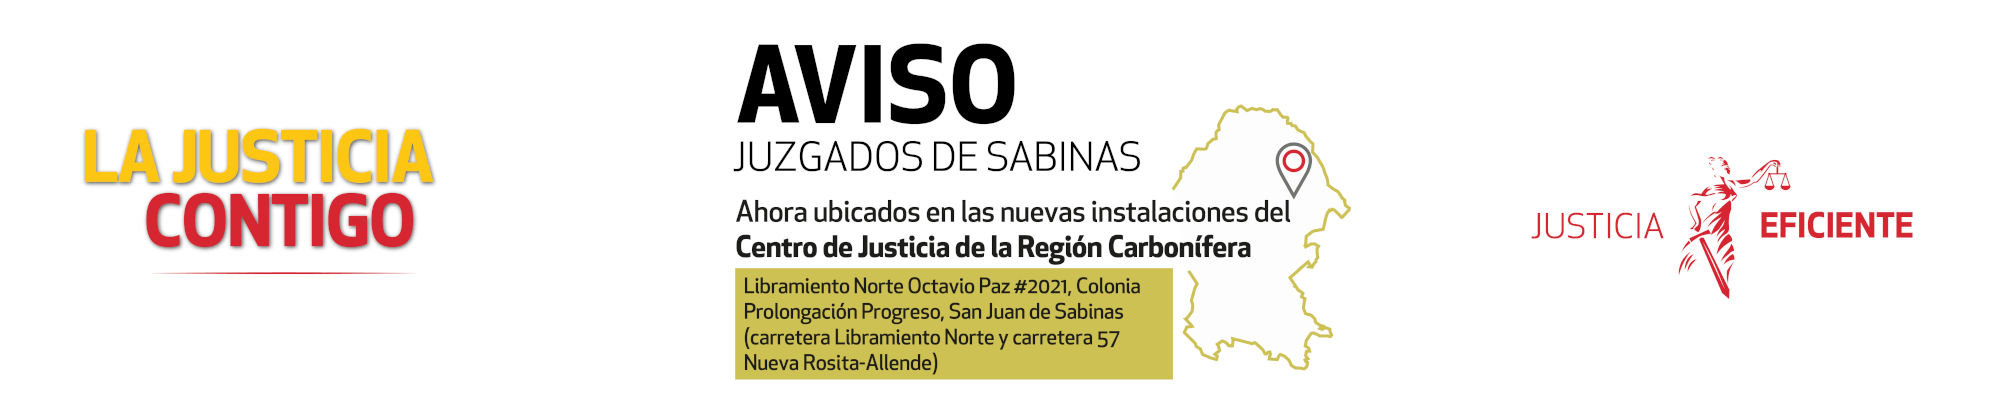 LA JUSTICIA
CONTIGO
AVISO
JUZGADOS DE SABINAS
Ahora ubicados en las nuevas instalaciones del
Centro de Justicia de la Región Carbonífera
Libramiento Norte Octavio Paz #2021, Colonia
Prolongación Progreso, San Juan de Sabinas
(carretera Libramiento Norte y carretera 57
Nueva Rosita-Allende)
JUSTICIA EFICIENTE